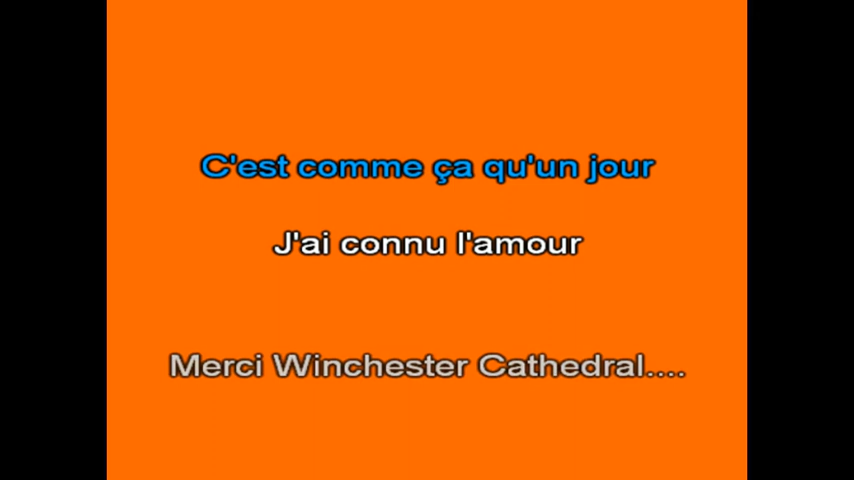 C'est comme ça qu'un jour
J'ai connu l'amour
Merci Winchester Cathedral....